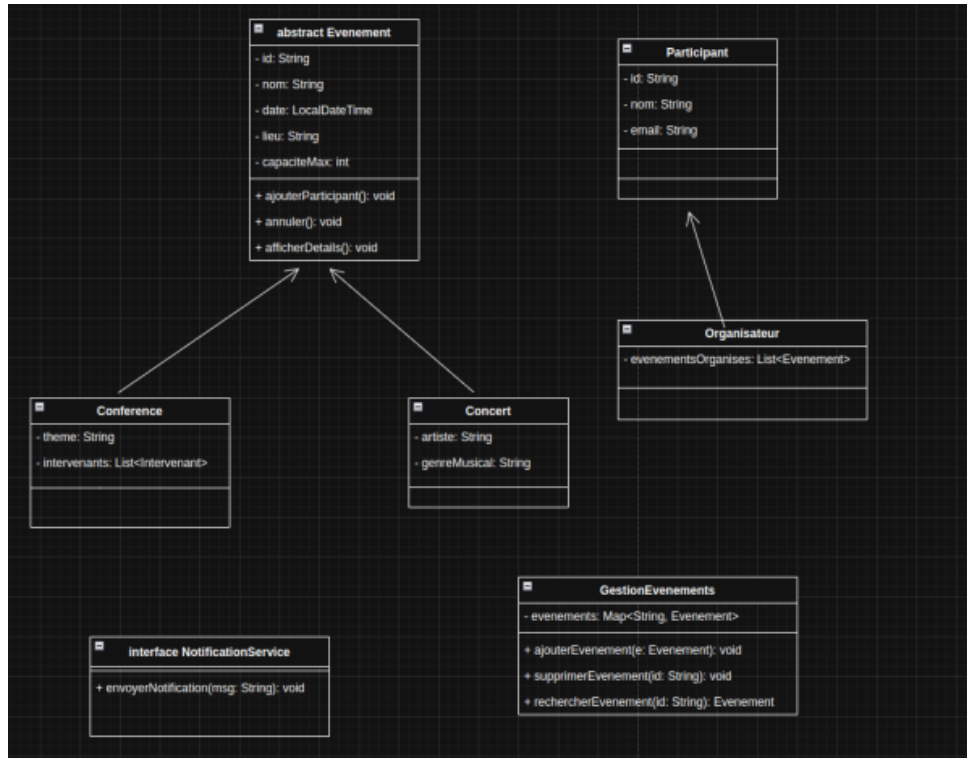 abstract Evenement
- id: String
- nom: String
- date: LocalDateTime
- lieu: String
- capaciteMax: int
+ ajouterParticipant(): void
+ annuler(): void
+ afficherDetails(): void
Participant
- id: String
- nom: String
- email: String
Organisateur
- evenementsOrganises: List<Evenement>
Conference
- theme: String
- intervenants: List<Intervenant>
Concert
- artiste: String
- genreMusical: String
GestionEvenements
- evenements: Map<String, Evenement>
+ ajouterEvenement(e: Evenement): void
+ supprimerEvenement(id: String): void
+ rechercherEvenement(id: String): Evenement
interface NotificationService
+ envoyerNotification(msg: String): void